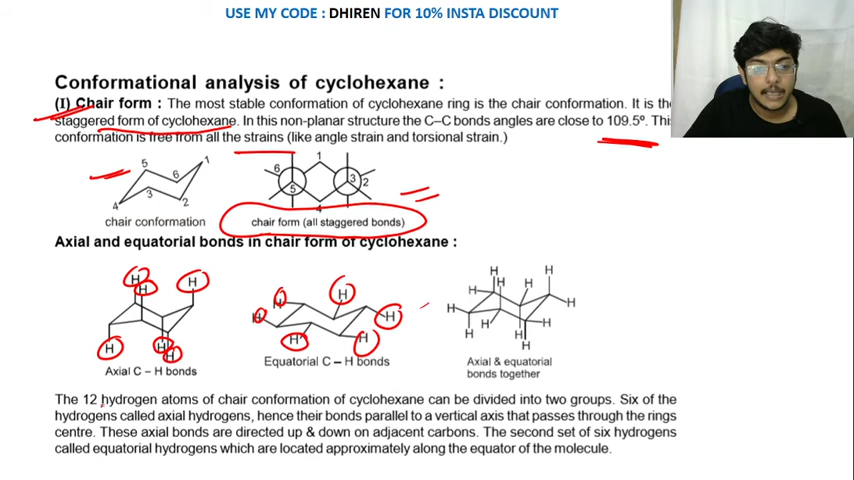 USE MY CODE : DHIREN FOR 10% INSTA DISCOUNT
Conformational analysis of cyclohexane :
(I) Chair form : The most stable conformation of cyclohexane ring is the chair conformation. It is the
staggered form of cyclohexane. In this non-planar structure the C–C bonds angles are close to 109.5º. This
conformation is free from all the strains (like angle strain and torsional strain.)
5 6 1 3 2 4
6 1 5 3 2 4
chair conformation
chair form (all staggered bonds)
Axial and equatorial bonds in chair form of cyclohexane :
H H H H H H
H H H H H H
H H H H H H H H H H H H
Axial C – H bonds
Equatorial C – H bonds
Axial & equatorial
bonds together
The 12 hydrogen atoms of chair conformation of cyclohexane can be divided into two groups. Six of the
hydrogens called axial hydrogens, hence their bonds parallel to a vertical axis that passes through the rings
centre. These axial bonds are directed up & down on adjacent carbons. The second set of six hydrogens
called equatorial hydrogens which are located approximately along the equator of the molecule.